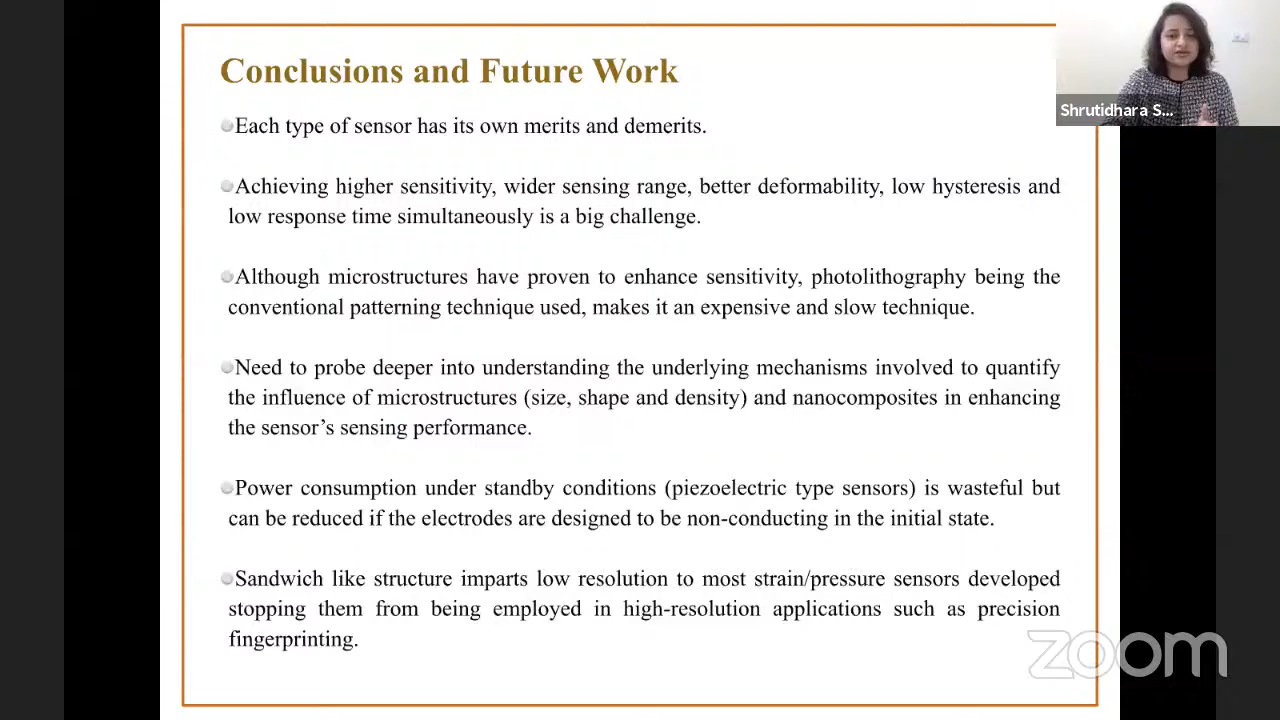 Conclusions and Future Work
Each type of sensor has its own merits and demerits.
Achieving higher sensitivity, wider sensing range, better deformability, low hysteresis and
low response time simultaneously is a big challenge.
Although microstructures have proven to enhance sensitivity, photolithography being the
conventional patterning technique used, makes it an expensive and slow technique.
Need to probe deeper into understanding the underlying mechanisms involved to quantify
the influence of microstructures (size, shape and density) and nanocomposites in enhancing
the sensor’s sensing performance.
Power consumption under standby conditions (piezoelectric type sensors) is wasteful but
can be reduced if the electrodes are designed to be non-conducting in the initial state.
Sandwich like structure imparts low resolution to most strain/pressure sensors developed
stopping them from being employed in high-resolution applications such as precision
fingerprinting.
Shrutidhara S...
zoom